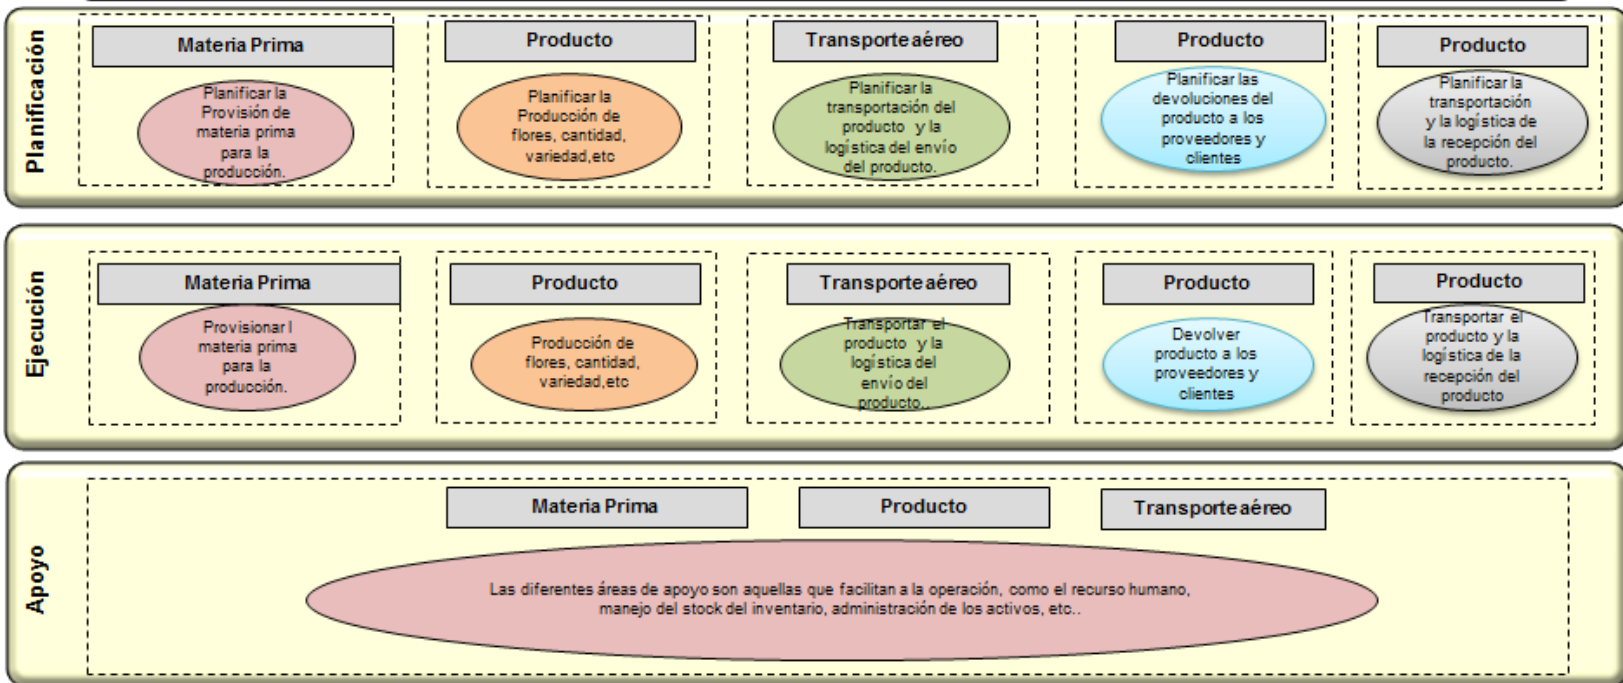 Planificación
Materia Prima
Planificar la
Provisión de
materia prima
para la
producción.
Producto
Planificar la
Producción de
flores, cantidad,
variedad,etc
Transporte aéreo
Planificar la
transportación del
producto y la
logística del envío
del producto.
Producto
Planificar las
devoluciones del
producto a los
proveedores y
clientes
Producto
Planificar la
transportación
y la logística de
la recepción del
producto.
Ejecución
Materia Prima
Provisionar l
materia prima
para la
producción.
Producto
Producción de
flores, cantidad,
variedad,etc
Transporte aéreo
Transportar el
producto y la
logística del
envío del
producto..
Producto
Devolver
producto a los
proveedores y
clientes
Producto
Transportar el
producto y la
logística de la
recepción del
producto
Apoyo
Materia Prima
Producto
Transporte aéreo
Las diferentes áreas de apoyo son aquellas que facilitan a la operación, como el recurso humano,
manejo del stock del inventario, administración de los activos, etc..